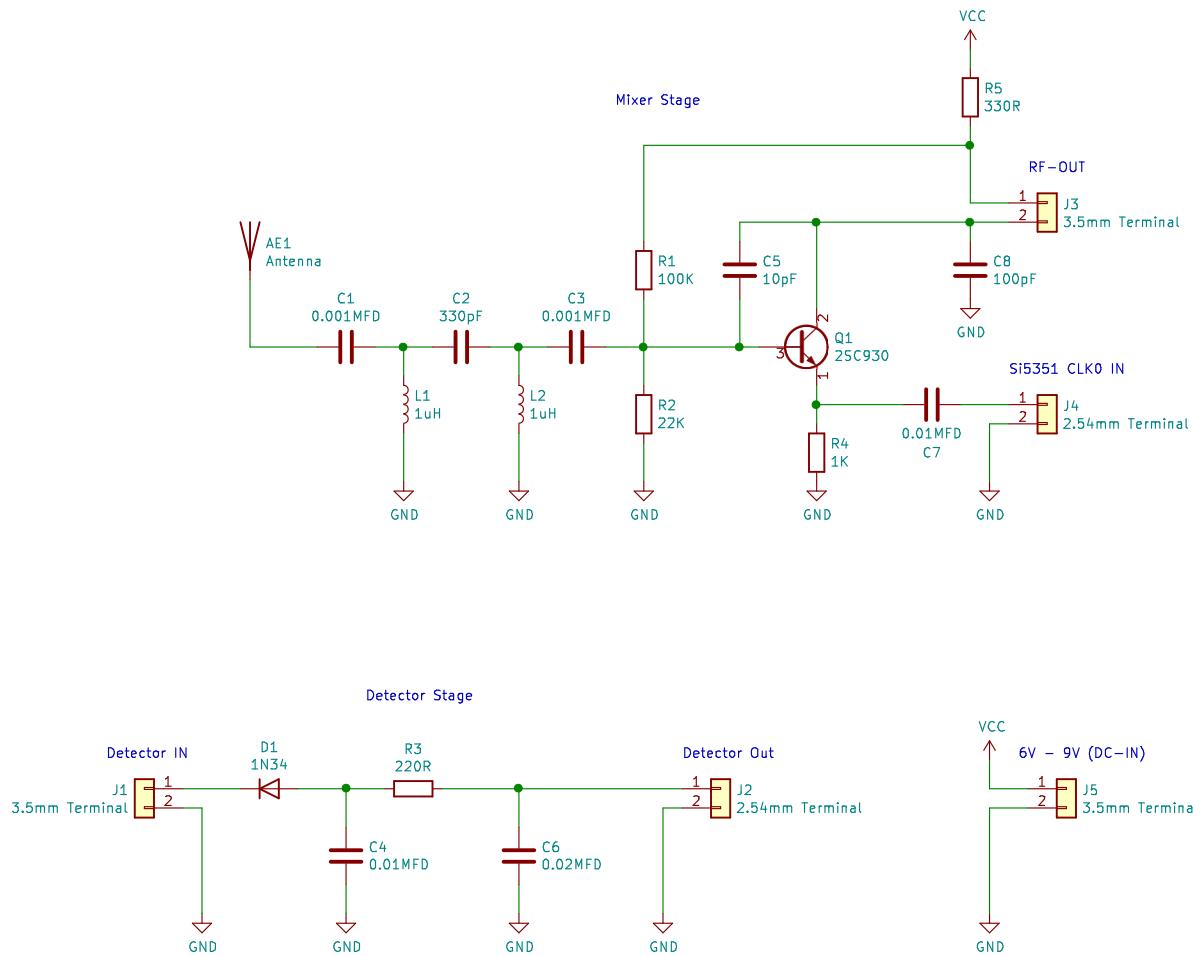 VCC
R5
330R
Mixer Stage
RF-OUT
1
2
J3
3.5mm Terminal
AE1
Antenna
R1
100K
C5
10pF
C8
100pF
GND
C1
0.001MFD
C2
330pF
C3
0.001MFD
2
3
1
Q1
2SC930
Si5351 CLK0 IN
1
2
J4
2.54mm Terminal
L1
1uH
L2
1uH
R2
22K
0.01MFD
C7
R4
1K
GND
GND
GND
GND
GND
Detector Stage
Detector IN
J1
3.5mm Terminal
1
2
D1
1N34
R3
220R
Detector Out
1
2
J2
2.54mm Terminal
VCC
6V - 9V (DC-IN)
1
2
J5
3.5mm Termina
C4
0.01MFD
C6
0.02MFD
GND
GND
GND
GND
GND